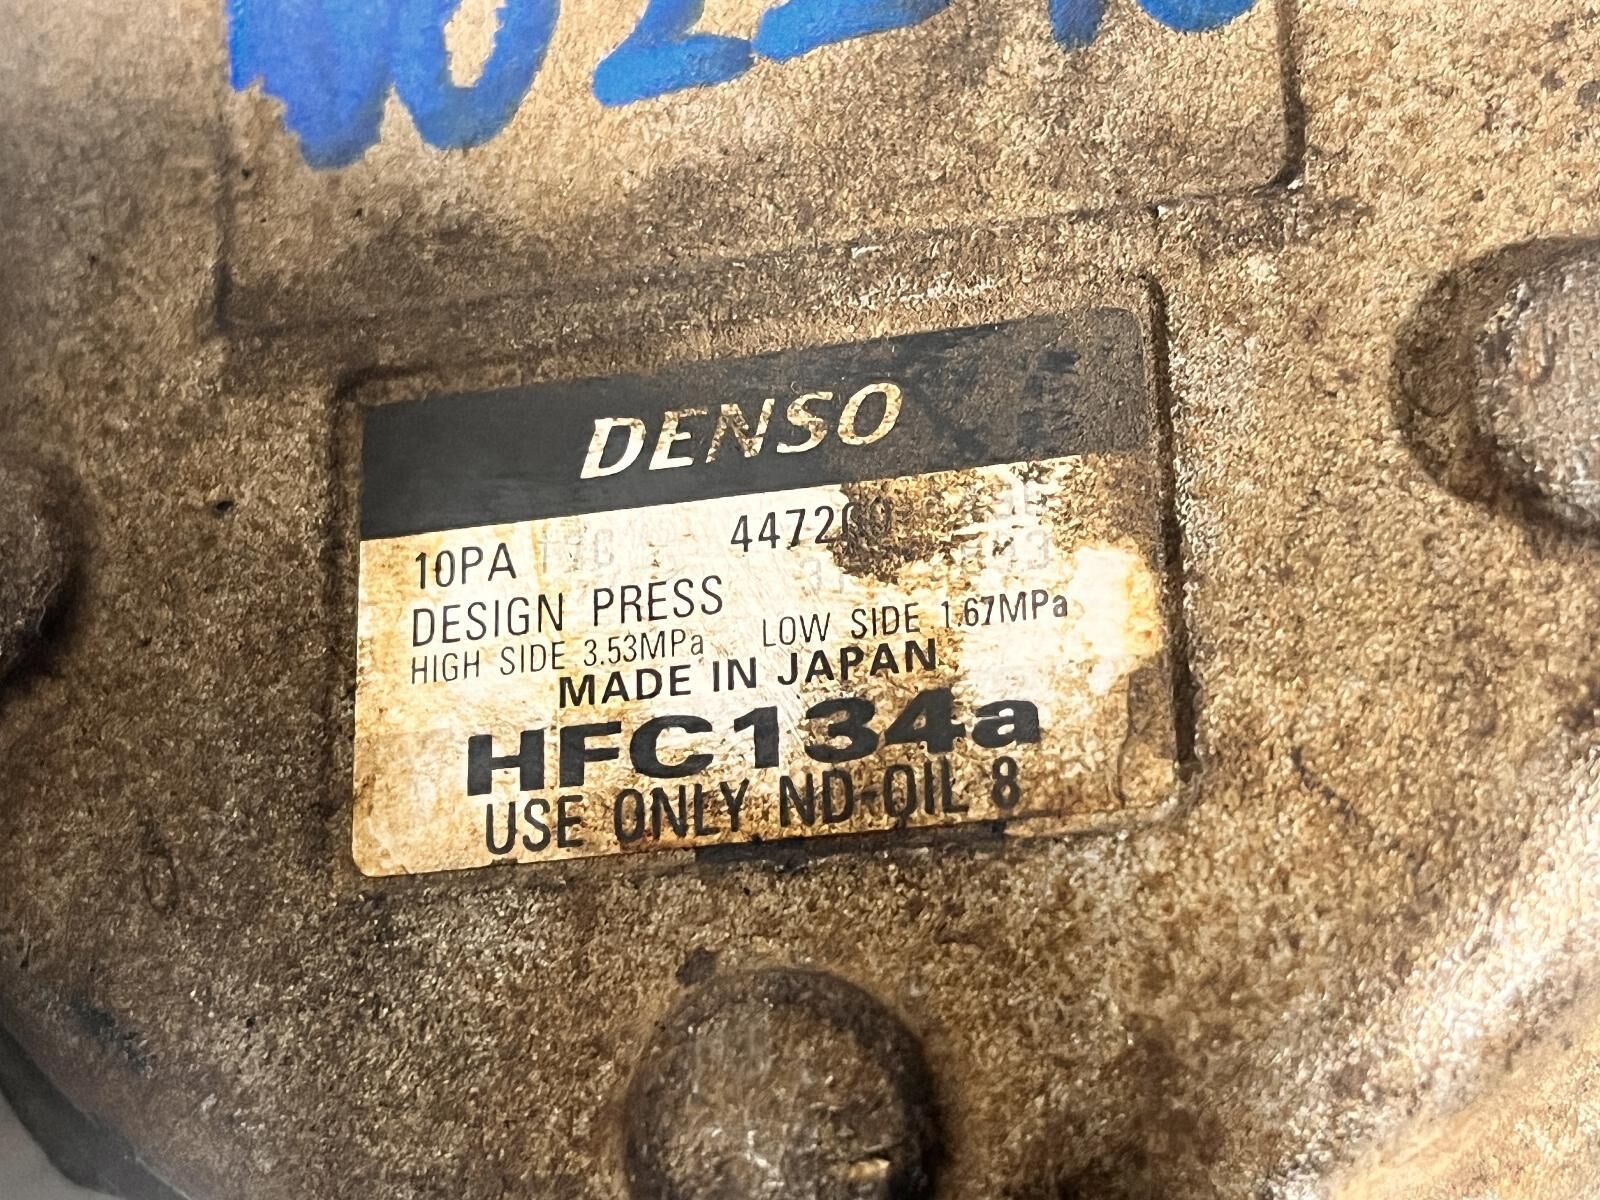 DENSO
10PA
DESIGN PRESS
HIGH SIDE 3.53MPa LOW SIDE 1.67MPa
MADE IN JAPAN
HFC134a
USE ONLY ND-OIL 8